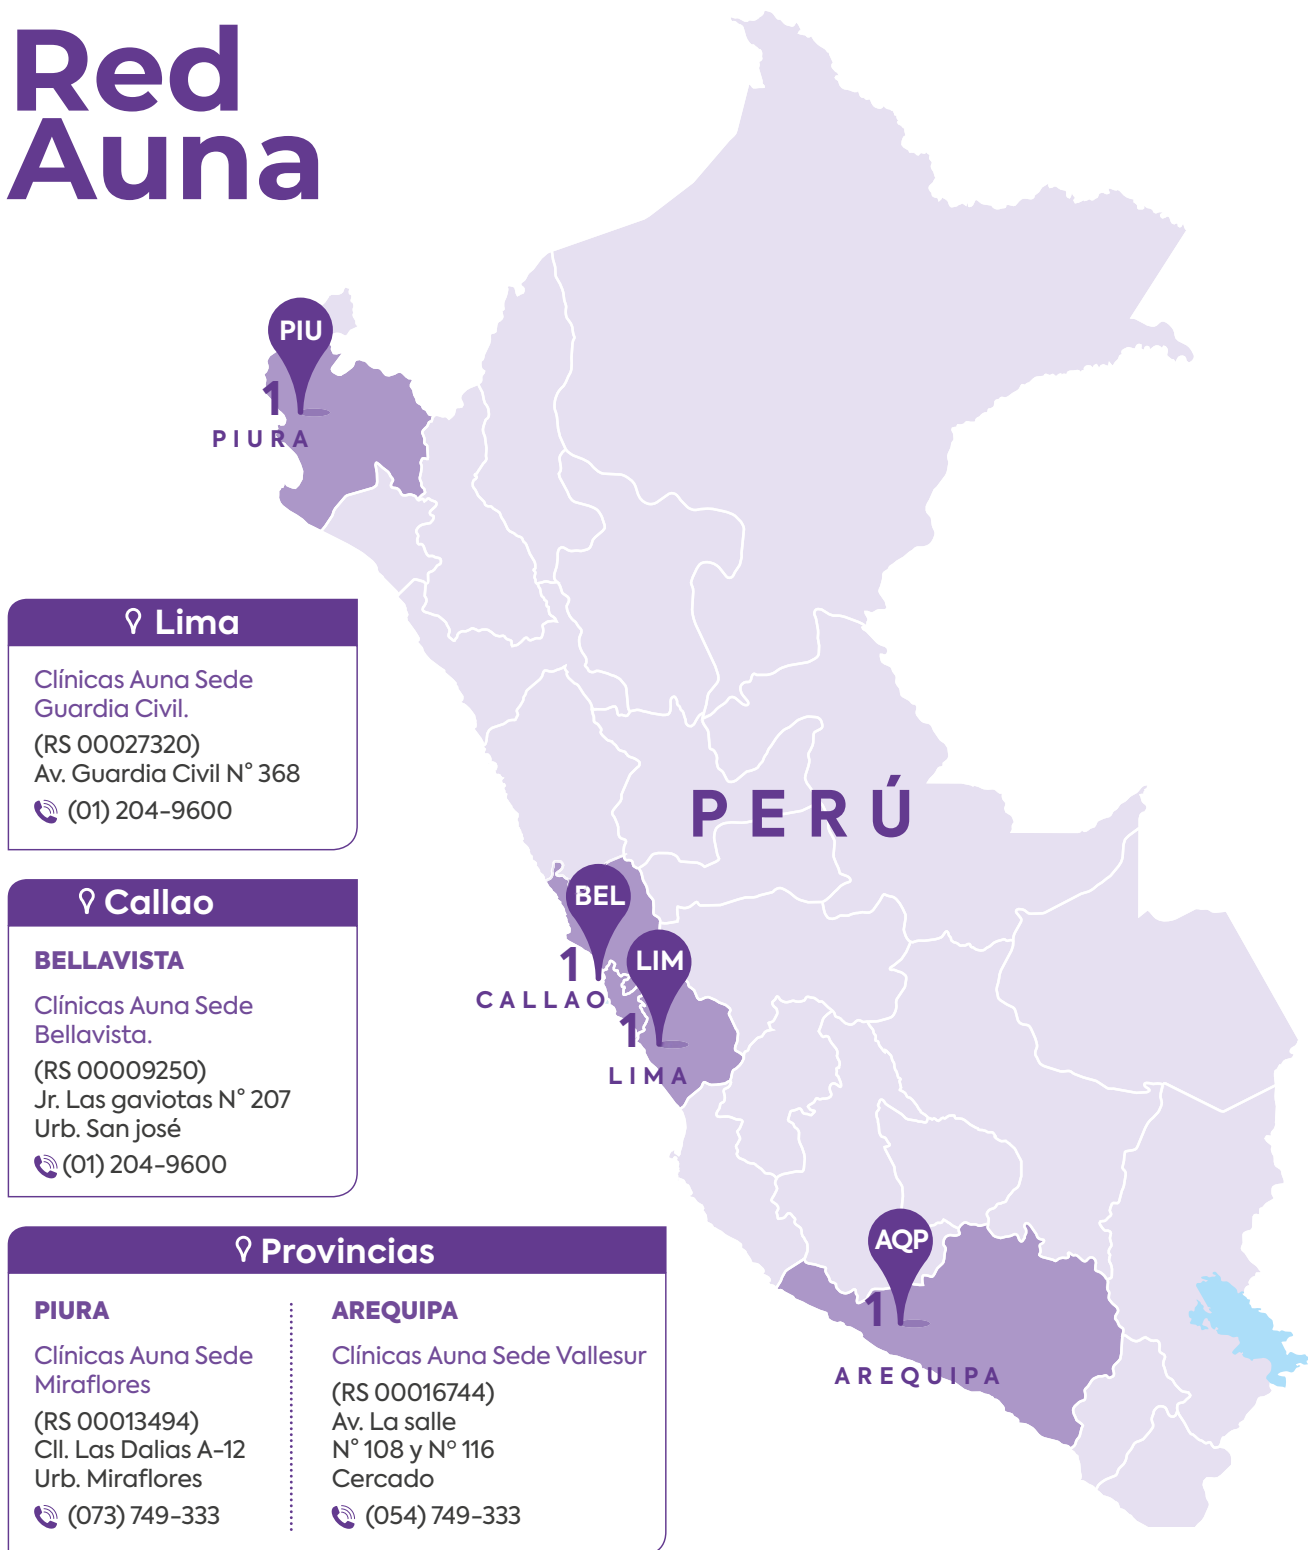 Red
Auna
PIU
1
PIURA
Lima
Clínicas Auna Sede
Guardia Civil.
(RS 00027320)
Av. Guardia Civil N° 368
(01) 204-9600
PERÚ
Callao
BELLAVISTA
Clínicas Auna Sede
Bellavista.
(RS 00009250)
Jr. Las gaviotas N° 207
Urb. San josé
(01) 204-9600
BEL
1
CALLAO
LIM
1
LIMA
Provincias
PIURA
Clínicas Auna Sede
Miraflores
(RS 00013494)
Cll. Las Dalias A-12
Urb. Miraflores
(073) 749-333
AREQUIPA
Clínicas Auna Sede Vallesur
(RS 00016744)
Av. La salle
N° 108 y Nº 116
Cercado
(054) 749-333
AQP
1
AREQUIPA